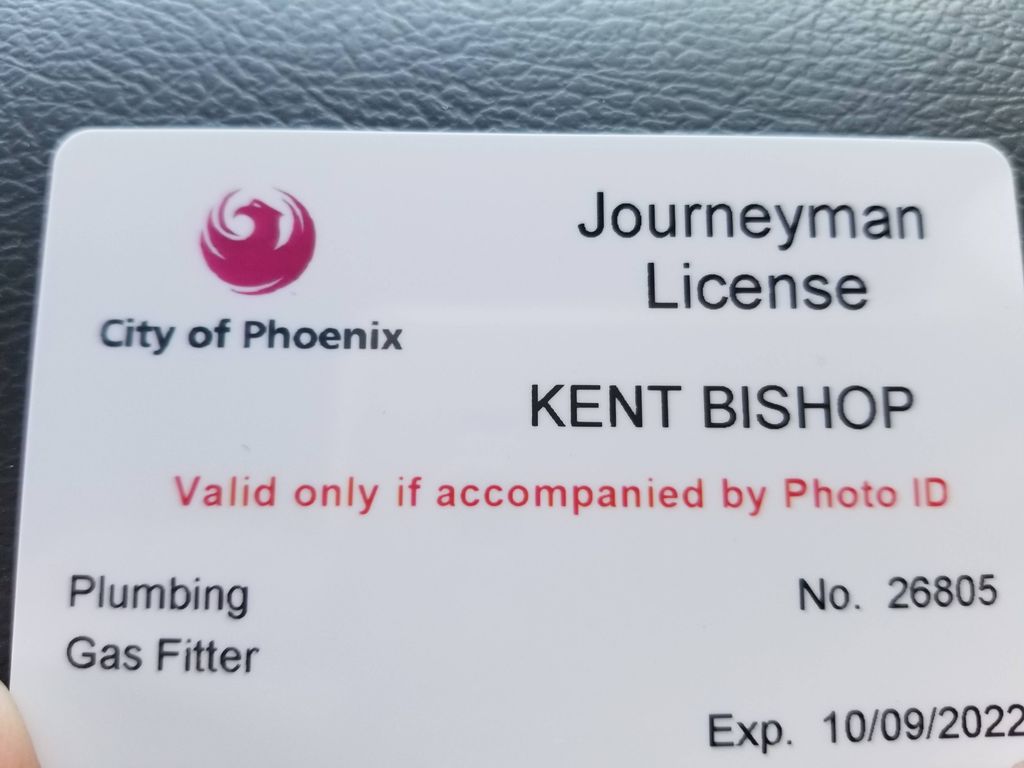 Journeyman
License
City of Phoenix
KENT BISHOP
Valid only if accompanied by Photo ID
Plumbing
No. 26805
Gas Fitter
Exp. 10/09/2022